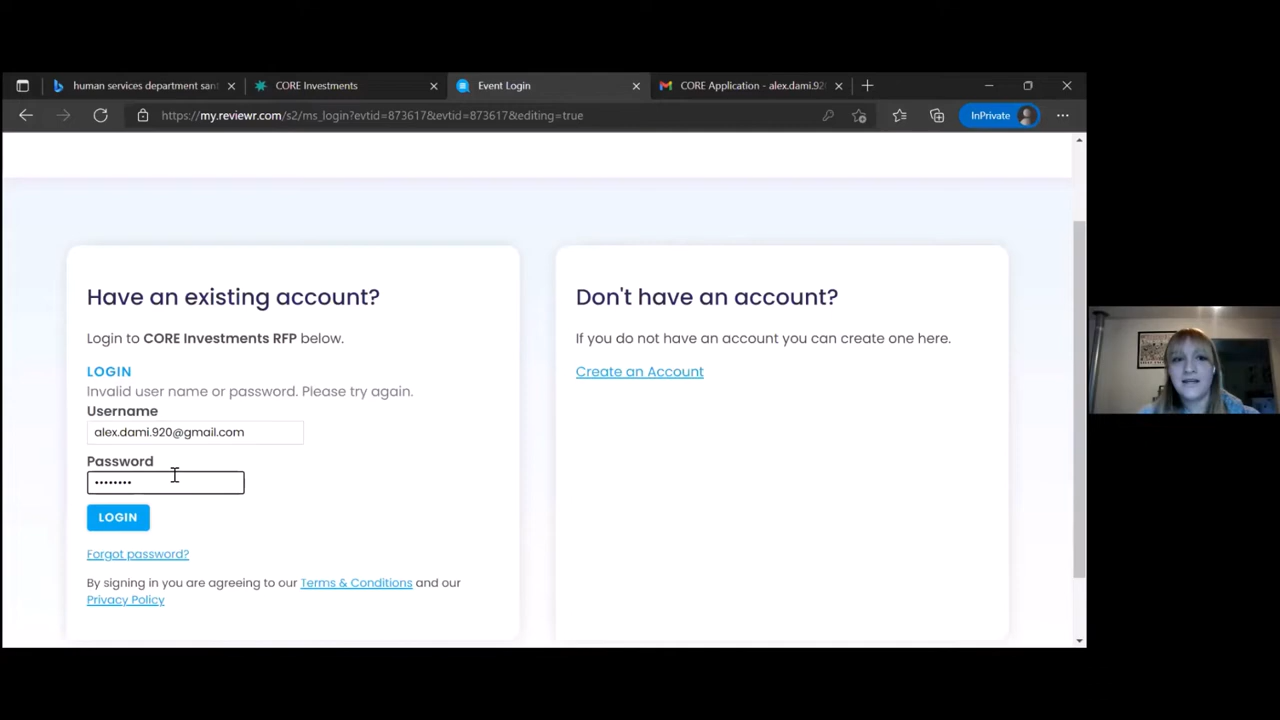 human services department sant
CORE Investments
Event Login
CORE Application - alex.dami.92
https://my.reviewr.com/s2/ms_login?evtid=873617&evtid=873617&editing=true
InPrivate
Have an existing account?
Login to CORE Investments RFP below.
LOGIN
Invalid user name or password. Please try again.
Username
alex.dami.920@gmail.com
Password
LOGIN
Forgot password?
By signing in you are agreeing to our Terms & Conditions and our
Privacy Policy
Don't have an account?
If you do not have an account you can create one here.
Create an Account